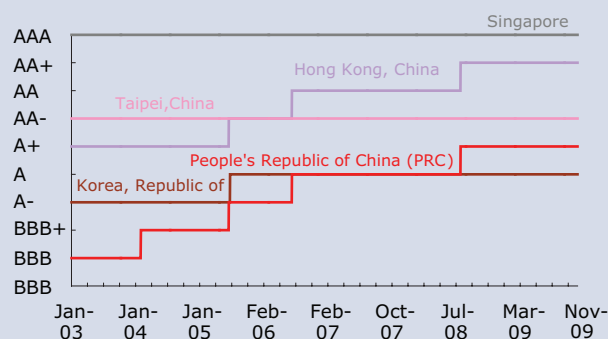 AAA
AA+
AA
AA-
A+
A
A-
BBB+
BBB
BBB
Singapore
Hong Kong, China
Taipei,China
People's Republic of China (PRC)
Korea, Republic of
Jan- Jan- Jan- Feb- Feb- Oct- Jul- Mar- Nov-
03 04 05 06 07 07 08 09 09